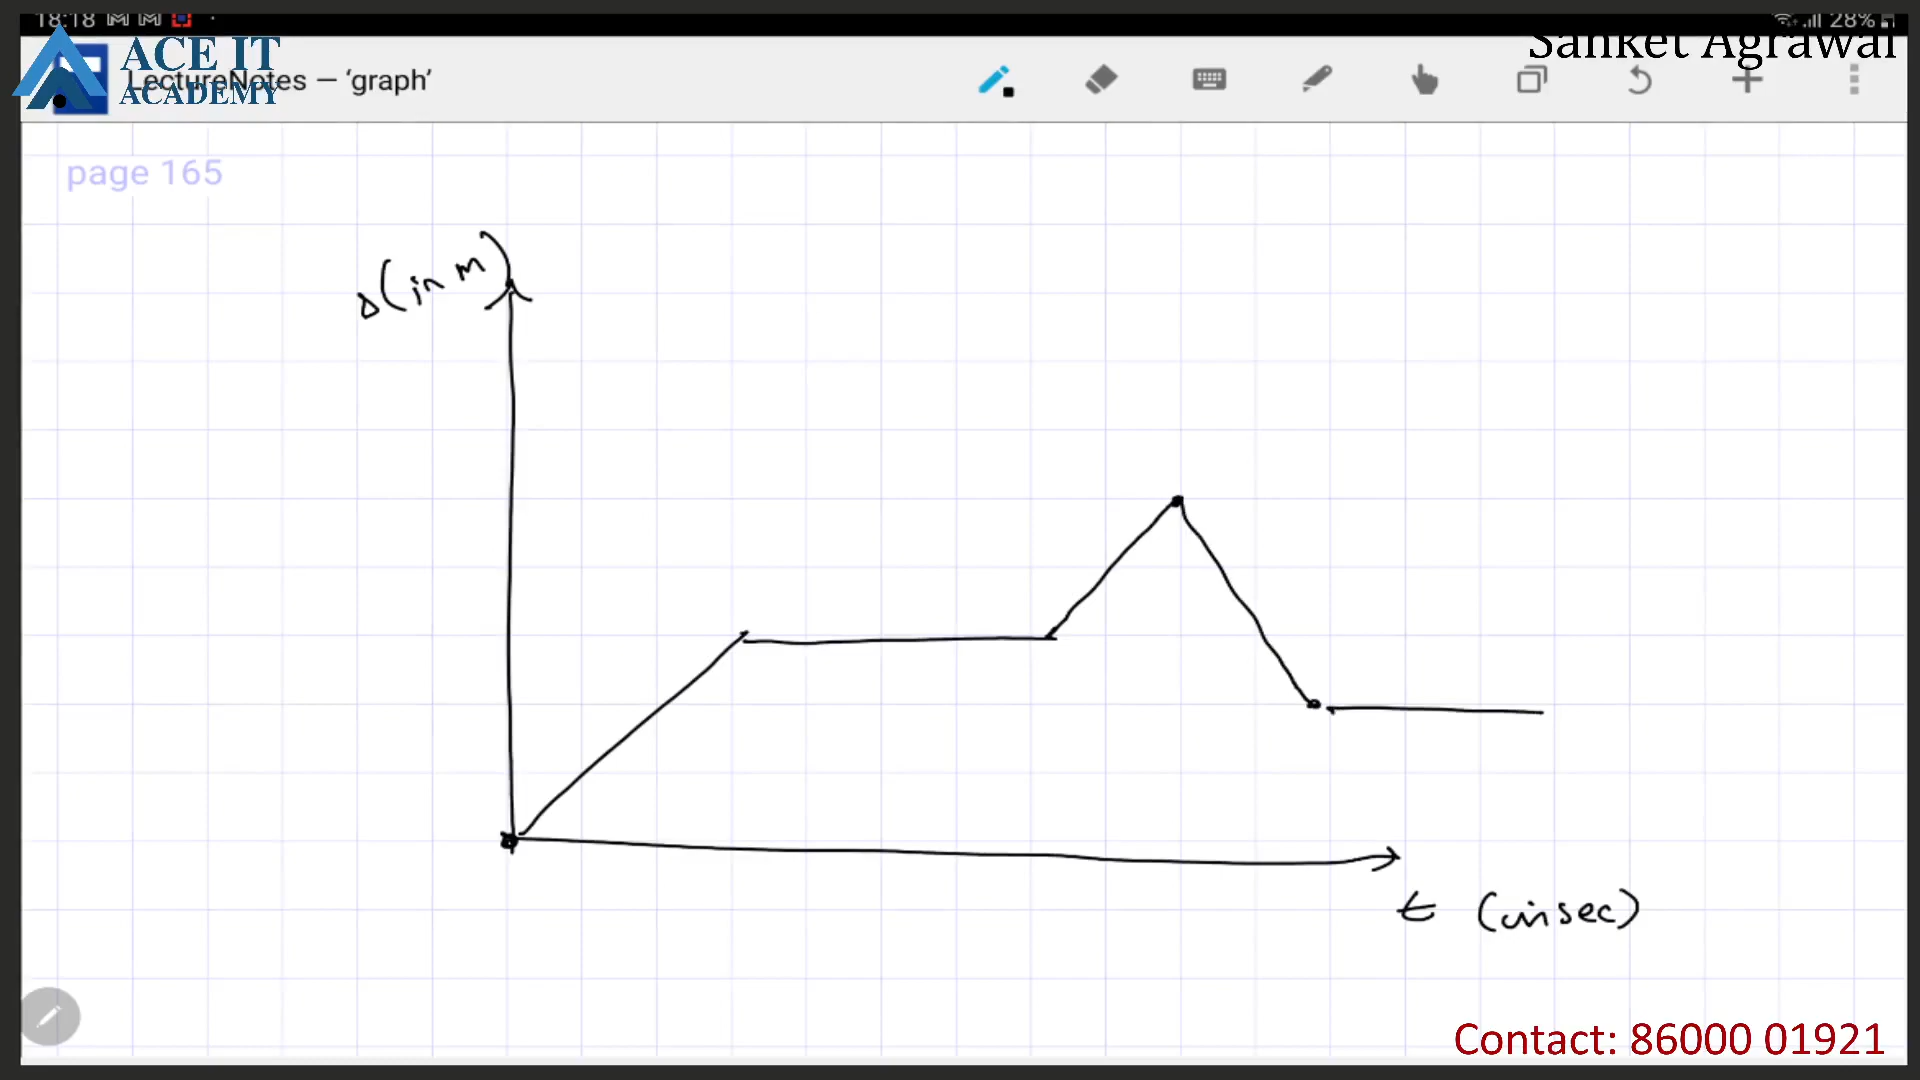 18:18
28%
ACE IT
ACADEMY
LectureNotes — ‘graph’
Sanket Agrawal
page 165
s(in m)
t (in sec)
Contact: 86000 01921